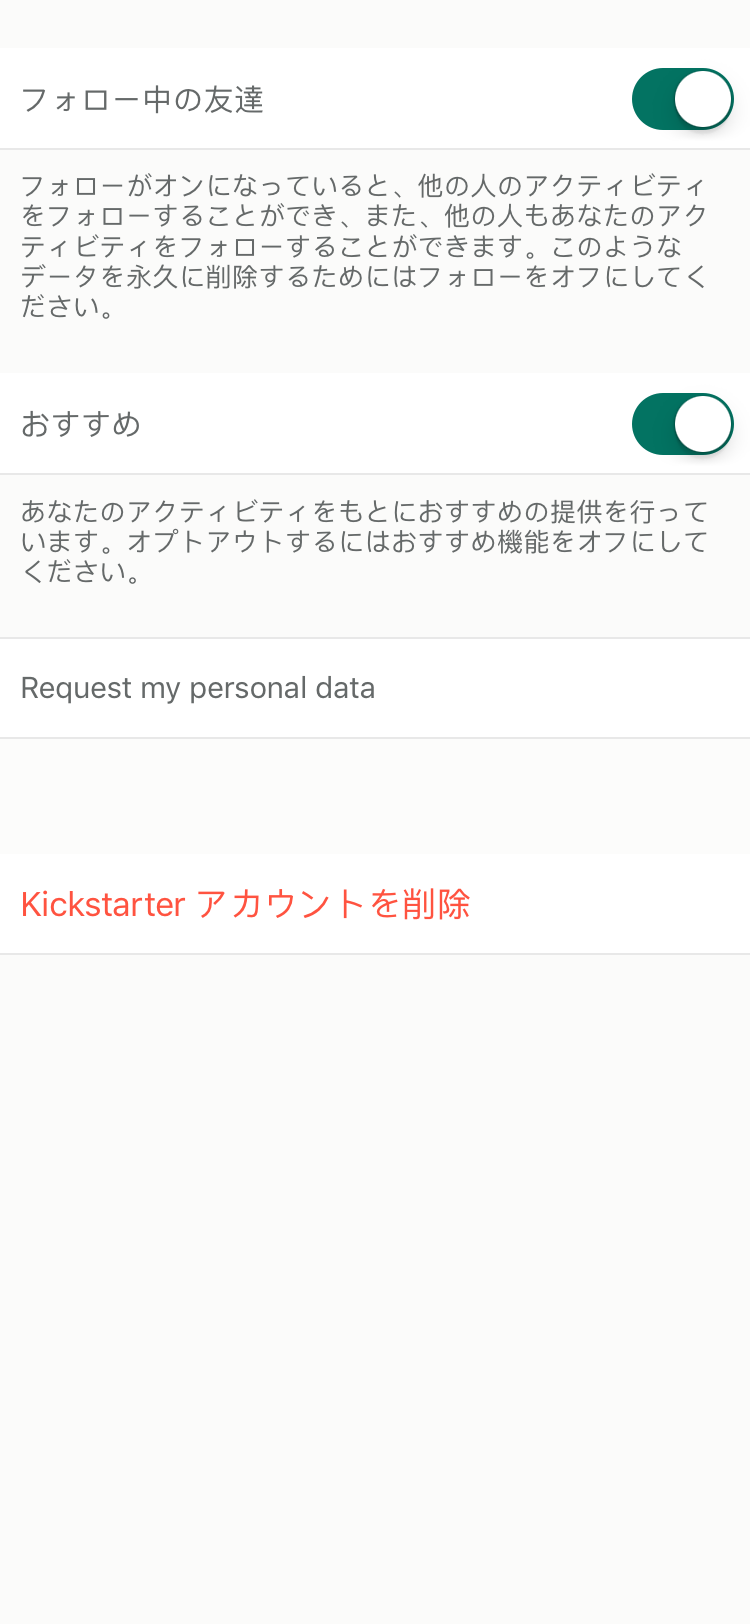 フォロー中の友達
フォローがオンになっていると、他の人のアクティビティ
をフォローすることができ、また、他の人もあなたのアク
ティビティをフォローすることができます。このような
データを永久に削除するためにはフォローをオフにしてく
ださい。
おすすめ
あなたのアクティビティをもとにおすすめの提供を行って
います。オプトアウトするにはおすすめ機能をオフにして
ください。
Request my personal data
Kickstarter アカウントを削除